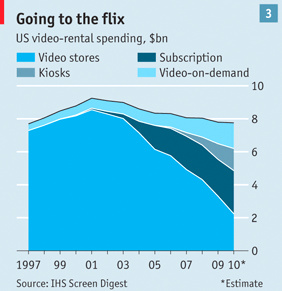 Going to the flix
3
US video-rental spending, $bn
Video stores
Subscription
Kiosks
Video-on-demand
10
8
6
4
2
0
1997 99 01 03 05 07 09 10*
Source: IHS Screen Digest *Estimate